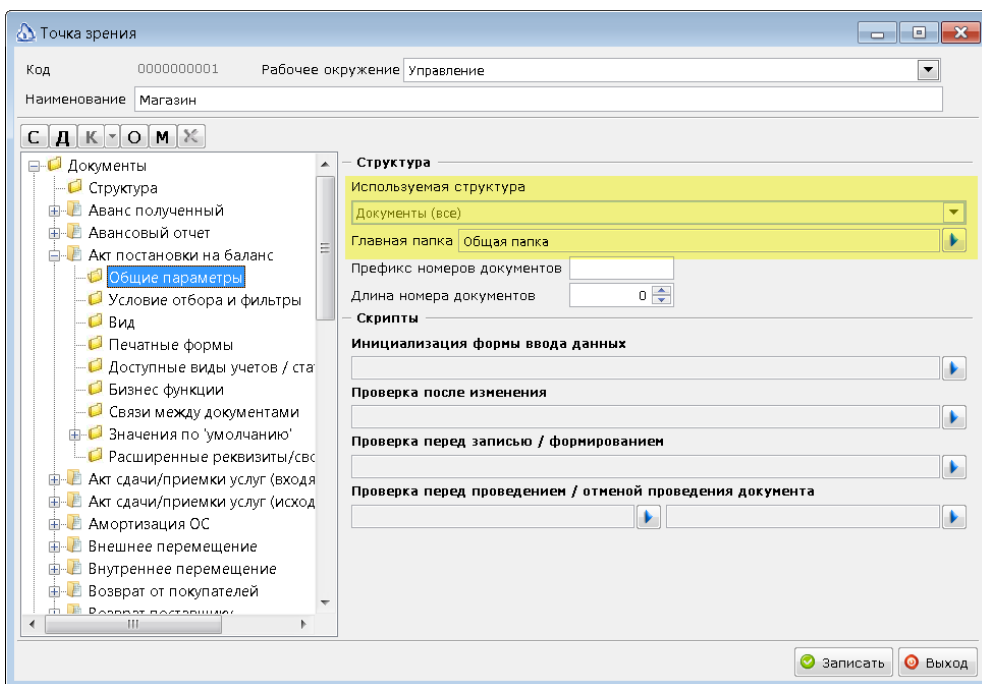 Точка зрения
Код 0000000001 Рабочее окружение Управление
Наименование Магазин
С Д К О М
Документы
Структура
Аванс полученный
Авансовый отчет
Акт постановки на баланс
Общие параметры
Условие отбора и фильтры
Вид
Печатные формы
Доступные виды учетов / ста
Бизнес функции
Связи между документами
Значения по 'умолчанию'
Расширенные реквизиты/сво
Акт сдачи/приемки услуг (входя
Акт сдачи/приемки услуг (исход
Амортизация ОС
Внешнее перемещение
Внутреннее перемещение
Возврат от покупателей
Возврат поставщику
Структура
Используемая структура
Документы (все)
Главная папка Общая папка
Префикс номеров документов
Длина номера документов 0
Скрипты
Инициализация формы ввода данных
Проверка после изменения
Проверка перед записью / формированием
Проверка перед проведением / отменой проведения документа
Записать Выход